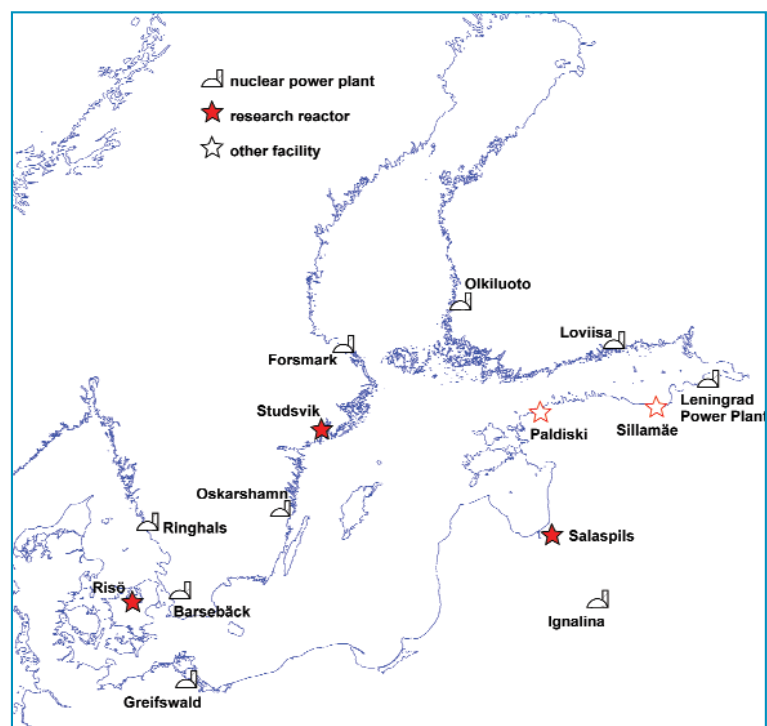 nuclear power plant
research reactor
other facility
Olkiluoto
Loviisa
Forsmark
Leningrad
Power Plant
Studsvik
Paldiski
Sillamäe
Oskarshamn
Ringhals
Salaspils
Risö
Barsebäck
Ignalina
Greifswald